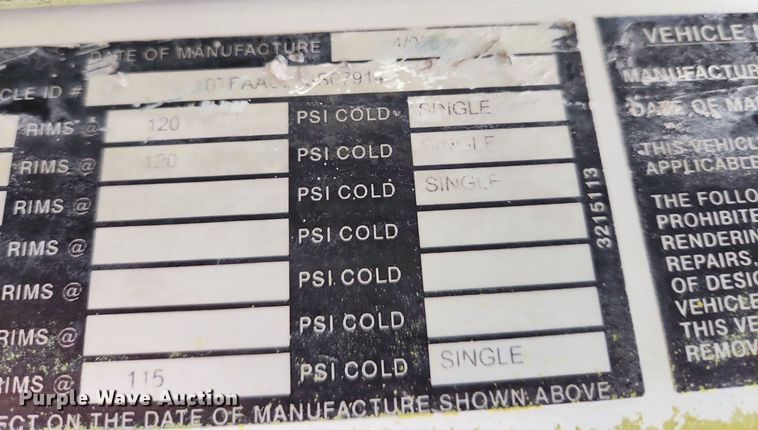 DATE OF MANUFACTURE
CLE ID #
RIMS @ 120 PSI COLD SINGLE
RIMS @ 120 PSI COLD SINGLE
RIMS @ PSI COLD SINGLE
RIMS @ PSI COLD
RIMS @ PSI COLD
RIMS @ PSI COLD
RIMS @ 115 PSI COLD SINGLE
ECT ON THE DATE OF MANUFACTURE SHOWN ABOVE
3215113
VEHICLE
MANUFACTUR
DATE OF MA
THIS VEHICL
APPLICABLE
THE FOLLO
PROHIBITE
RENDERIN
REPAIRS,
OF DESIG
VEHICLE
THIS VE
REMOV
Purple Wave Auction